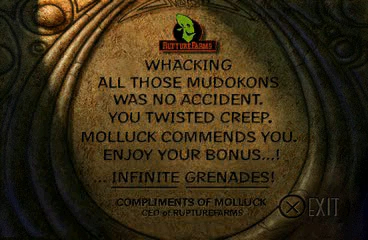 RUPTUREFARMS
WHACKING
ALL THOSE MUDOKONS
WAS NO ACCIDENT.
YOU TWISTED CREEP.
MOLLUCK COMMENDS YOU.
ENJOY YOUR BONUS...!
... INFINITE GRENADES!
COMPLIMENTS OF MOLLUCK
CEO OF RUPTUREFARMS
X EXIT